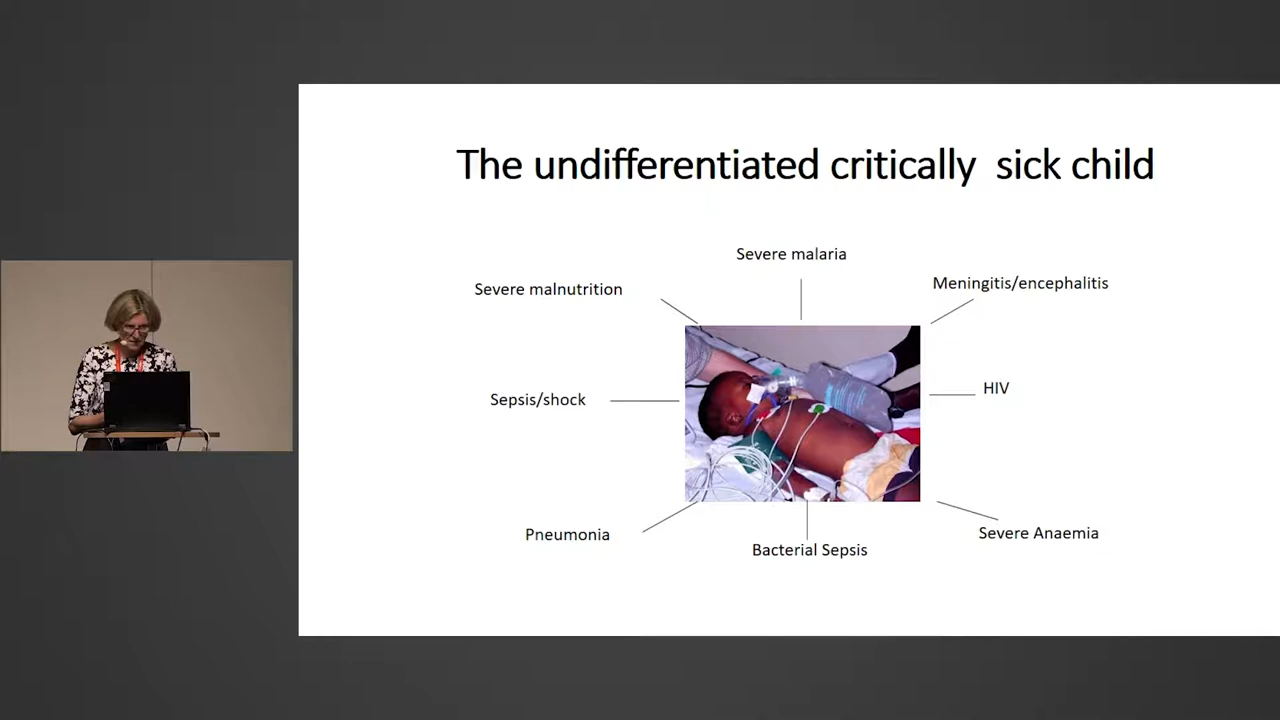 The undifferentiated critically  sick child
Severe malaria
Severe malnutrition
Meningitis/encephalitis
Sepsis/shock
HIV
Pneumonia
Bacterial Sepsis
Severe Anaemia